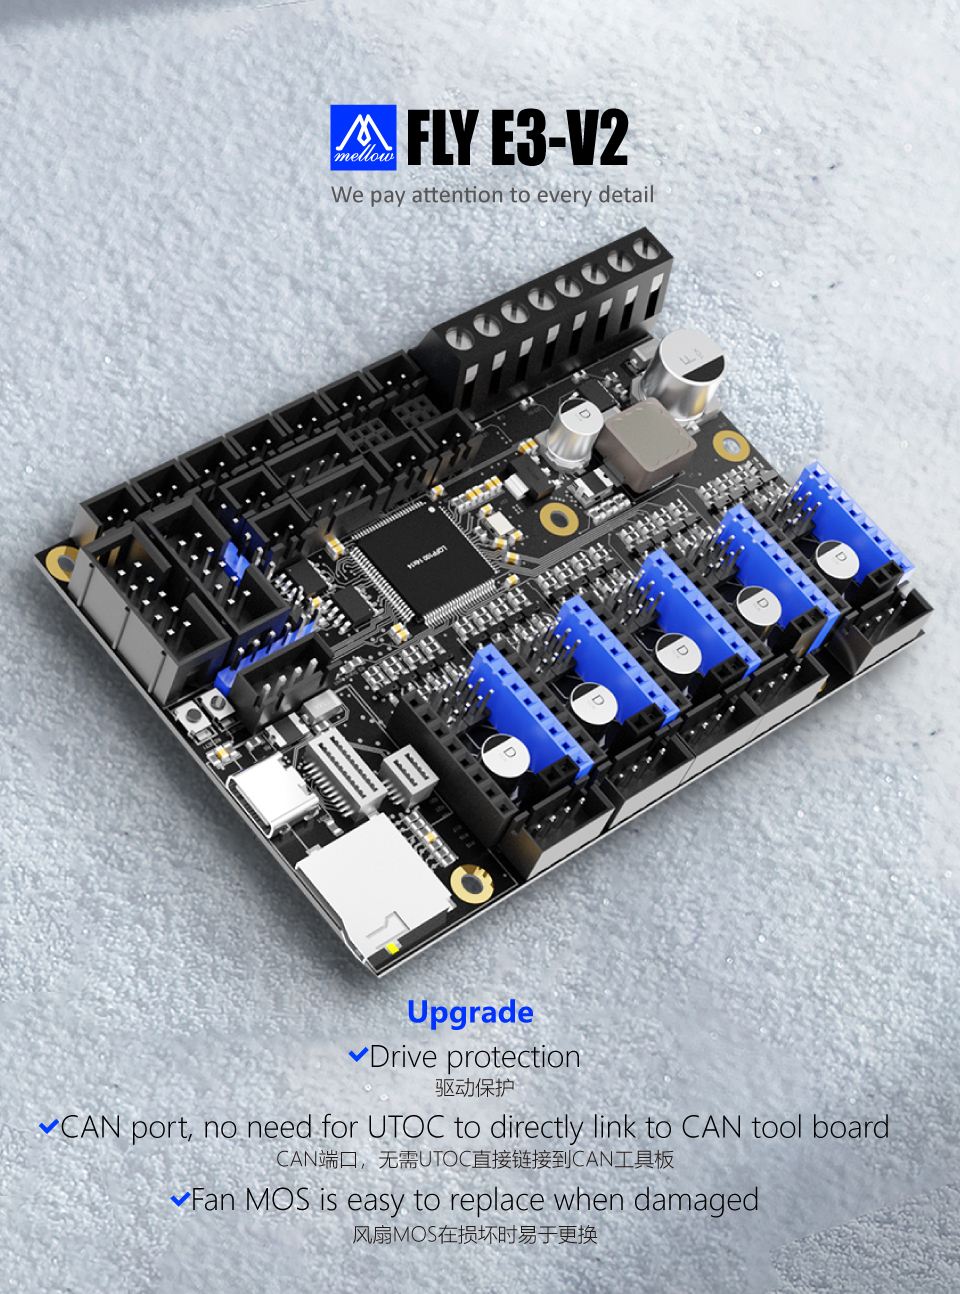 mellow
FLY E3-V2
We pay attention to every detail
LQFP100 14x14
D
D
D
D
D
D
Upgrade
Drive protection
驱动保护
CAN port, no need for UTOC to directly link to CAN tool board
CAN端口，无需UTOC直接链接到CAN工具板
Fan MOS is easy to replace when damaged
风扇MOS在损坏时易于更换